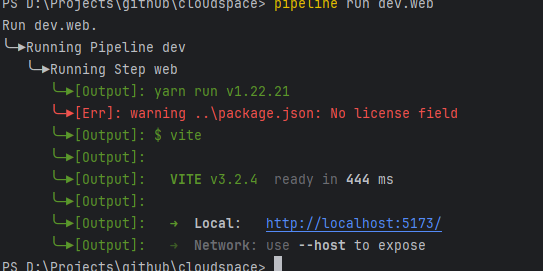 PS D:\Projects\github\cloudspace> pipeline run dev.web
Run dev.web.
╰─►Running Pipeline dev
╰─►Running Step web
╰─►[Output]: yarn run v1.22.21
╰─►[Err]: warning ..\package.json: No license field
╰─►[Output]: $ vite
╰─►[Output]:
╰─►[Output]:   VITE v3.2.4  ready in 444 ms
╰─►[Output]:
╰─►[Output]:   ➜  Local:   http://localhost:5173/
╰─►[Output]:   ➜  Network: use --host to expose
PS D:\Projects\github\cloudspace>